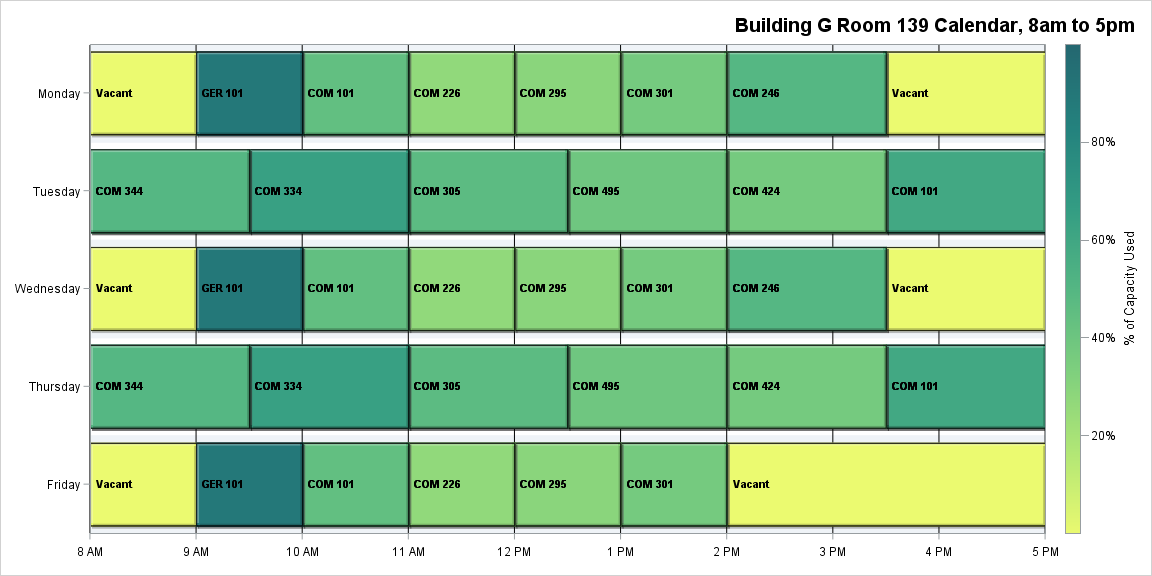 Building G Room 139 Calendar, 8am to 5pm
Monday
Vacant
GER 101
COM 101
COM 226
COM 295
COM 301
COM 246
Vacant
Tuesday
COM 344
COM 334
COM 305
COM 495
COM 424
COM 101
Wednesday
Vacant
GER 101
COM 101
COM 226
COM 295
COM 301
COM 246
Vacant
Thursday
COM 344
COM 334
COM 305
COM 495
COM 424
COM 101
Friday
Vacant
GER 101
COM 101
COM 226
COM 295
COM 301
Vacant
8 AM
9 AM
10 AM
11 AM
12 PM
1 PM
2 PM
3 PM
4 PM
5 PM
80%
60%
40%
20%
% of Capacity Used